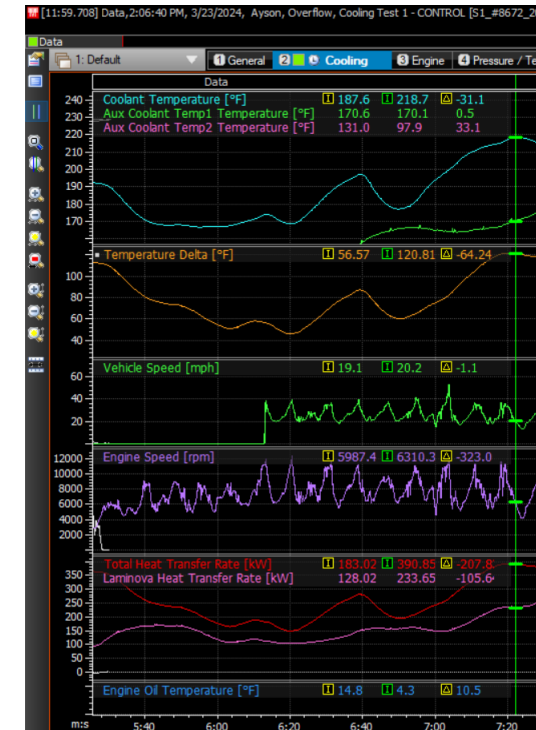 [11:59.708] Data, 2:06:40 PM, 3/23/2024, Ayson, Overflow, Cooling Test 1 - CONTROL [S1_#8672_2
Data
1: Default 1 General 2 Cooling 3 Engine 4 Pressure / Te
Data
240 Coolant Temperature [°F] 187.6 218.7 Δ -31.1
230 Aux Coolant Temp1 Temperature [°F] 170.6 170.1 0.5
220 Aux Coolant Temp2 Temperature [°F] 131.0 97.9 33.1
210
200
190
180
170
Temperature Delta [°F] 56.57 120.81 Δ -64.24
100
80
60
40
Vehicle Speed [mph] 19.1 20.2 Δ -1.1
60
40
20
12000 Engine Speed [rpm] 5987.4 6310.3 Δ -323.0
10000
8000
6000
4000
2000
Total Heat Transfer Rate [kW] 183.02 390.85 Δ -207.8
350 Laminova Heat Transfer Rate [kW] 128.02 233.65 -105.6
300
250
200
150
100
50
0
Engine Oil Temperature [°F] 14.8 4.3 Δ 10.5
m:s 5:40 6:00 6:20 6:40 7:00 7:20